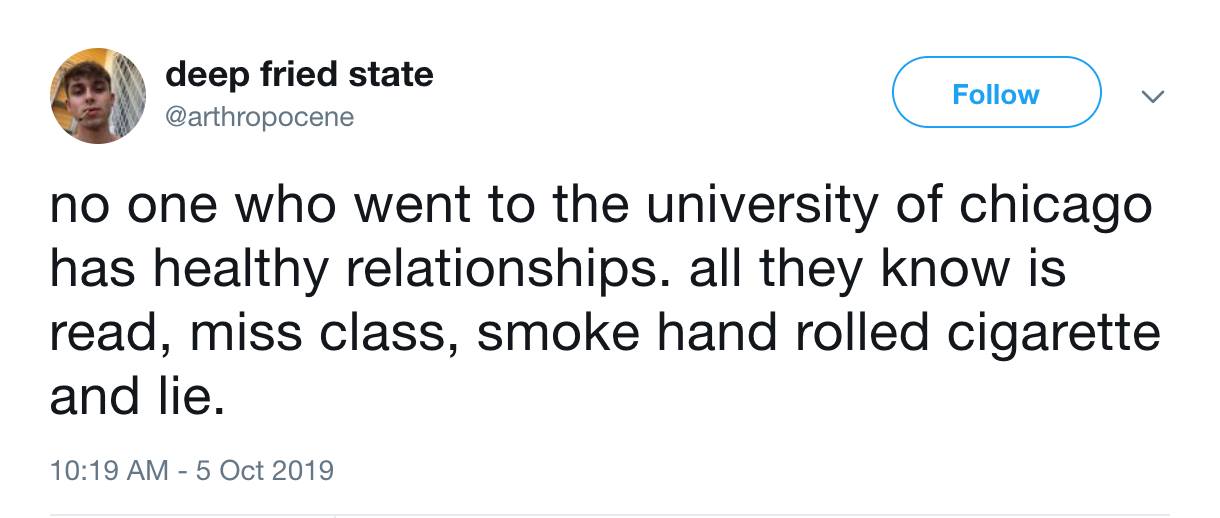 deep fried state
@arthropocene
Follow
no one who went to the university of chicago
has healthy relationships. all they know is
read, miss class, smoke hand rolled cigarette
and lie.
10:19 AM - 5 Oct 2019